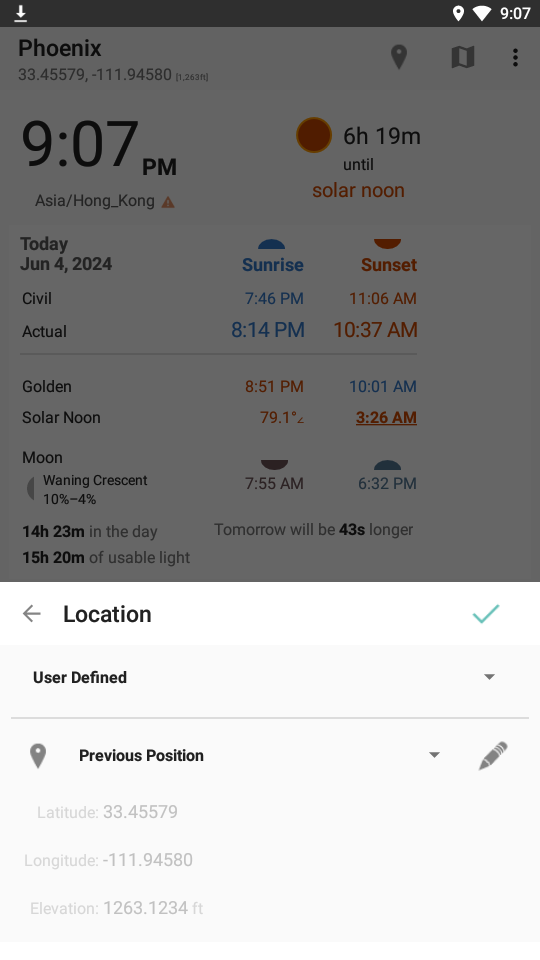 9:07
Phoenix
33.45579, -111.94580 [1,263ft]
9:07 PM
6h 19m
until
solar noon
Asia/Hong_Kong
Today
Jun 4, 2024
Sunrise
Sunset
Civil
7:46 PM
11:06 AM
Actual
8:14 PM
10:37 AM
Golden
8:51 PM
10:01 AM
Solar Noon
79.1°∠
3:26 AM
Moon
Waning Crescent
10%–4%
7:55 AM
6:32 PM
14h 23m in the day
Tomorrow will be 43s longer
15h 20m of usable light
Location
User Defined
Previous Position
Latitude: 33.45579
Longitude: -111.94580
Elevation: 1263.1234 ft